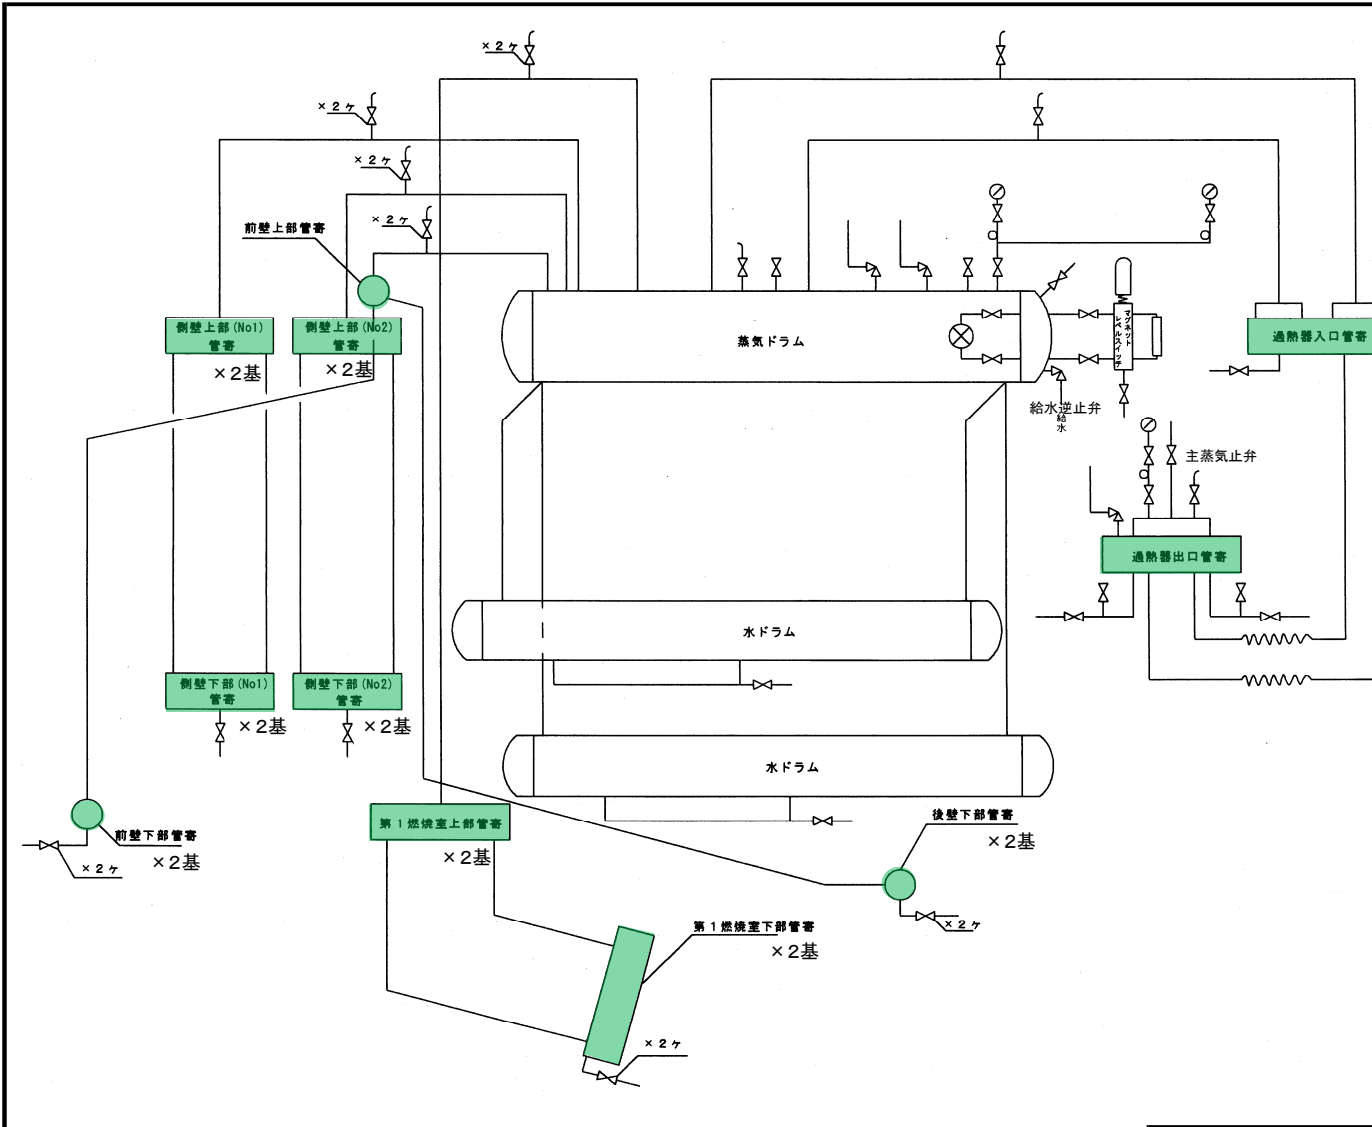 ×2ヶ
×2ヶ
×2ヶ
×2ヶ
前壁上部管寄
側壁上部(No1)
管寄
×2基
側壁上部(No2)
管寄
×2基
蒸気ドラム
マグネット
レベルスイッチ
過熱器入口管寄
給水逆止弁
給水
主蒸気止弁
過熱器出口管寄
水ドラム
側壁下部(No1)
管寄
×2基
側壁下部(No2)
管寄
×2基
水ドラム
前壁下部管寄
×2基
×2ヶ
第1燃焼室上部管寄
×2基
後壁下部管寄
×2基
×2ヶ
第1燃焼室下部管寄
×2基
×2ヶ